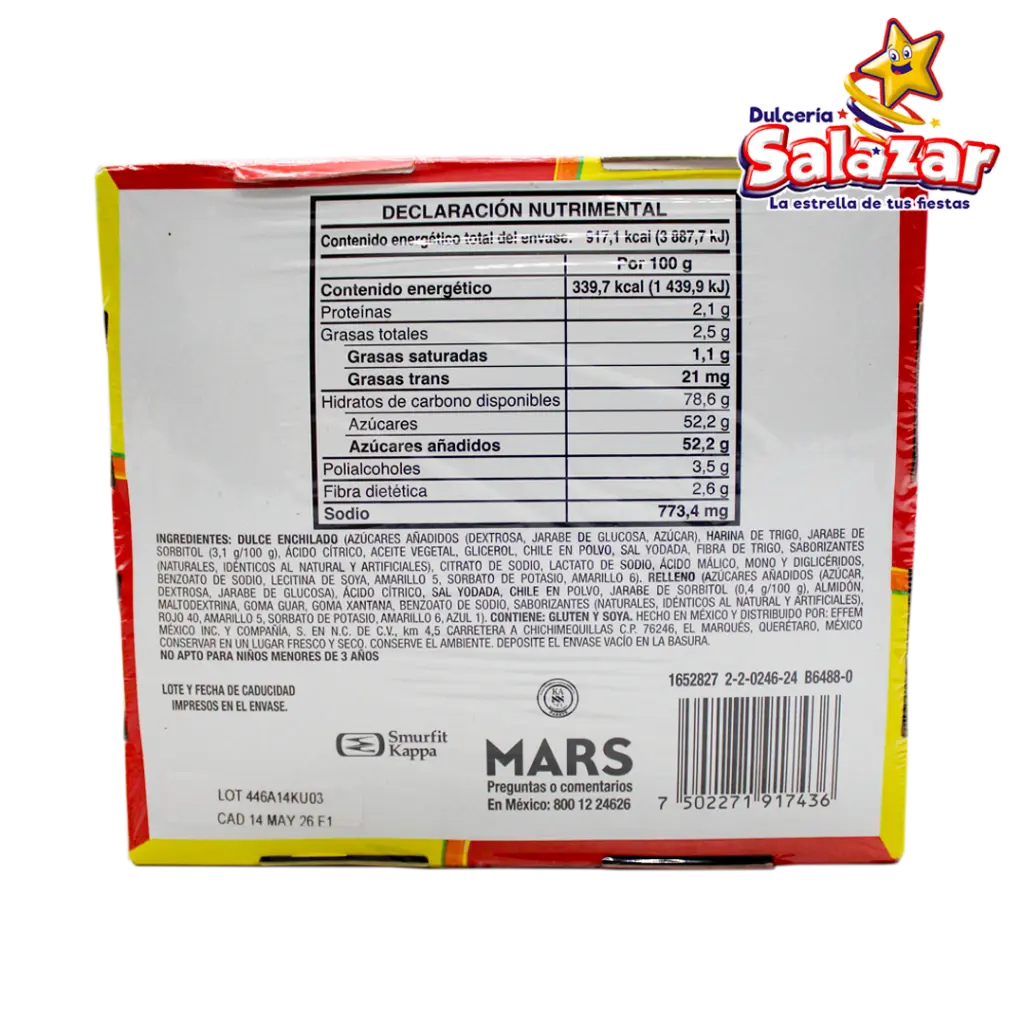 Dulcería
Salazar
La estrella de tus fiestas
DECLARACIÓN NUTRIMENTAL
Contenido energético total del envase: 917,1 kcal (3 887,7 kJ)
Por 100 g
Contenido energético 339,7 kcal (1 439,9 kJ)
Proteínas 2,1 g
Grasas totales 2,5 g
Grasas saturadas 1,1 g
Grasas trans 21 mg
Hidratos de carbono disponibles 78,6 g
Azúcares 52,2 g
Azúcares añadidos 52,2 g
Polialcoholes 3,5 g
Fibra dietética 2,6 g
Sodio 773,4 mg
INGREDIENTES: DULCE ENCHILADO (AZÚCARES AÑADIDOS (DEXTROSA, JARABE DE GLUCOSA, AZÚCAR), HARINA DE TRIGO, JARABE DE
SORBITOL (3,1 g/100 g), ÁCIDO CÍTRICO, ACEITE VEGETAL, GLICEROL, CHILE EN POLVO, SAL YODADA, FIBRA DE TRIGO, SABORIZANTES
(NATURALES, IDÉNTICOS AL NATURAL Y ARTIFICIALES), CITRATO DE SODIO, LACTATO DE SODIO, ÁCIDO MÁLICO, MONO Y DIGLICÉRIDOS,
BENZOATO DE SODIO, LECITINA DE SOYA, AMARILLO 5, SORBATO DE POTASIO, AMARILLO 6). RELLENO (AZÚCARES AÑADIDOS (AZÚCAR,
DEXTROSA, JARABE DE GLUCOSA), ÁCIDO CÍTRICO, SAL YODADA, CHILE EN POLVO, JARABE DE SORBITOL (0,4 g/100 g), ALMIDÓN,
MALTODEXTRINA, GOMA GUAR, GOMA XANTANA, BENZOATO DE SODIO, SABORIZANTES (NATURALES, IDÉNTICOS AL NATURAL Y ARTIFICIALES),
ROJO 40, AMARILLO 5, SORBATO DE POTASIO, AMARILLO 6, AZUL 1). CONTIENE: GLUTEN Y SOYA. HECHO EN MÉXICO Y DISTRIBUIDO POR: EFFEM
MÉXICO INC. Y COMPAÑÍA, S. EN N.C. DE C.V., km 4,5 CARRETERA A CHICHIMEQUILLAS C.P. 76246, EL MARQUÉS, QUERÉTARO, MÉXICO
CONSERVAR EN UN LUGAR FRESCO Y SECO. CONSERVE EL AMBIENTE. DEPOSITE EL ENVASE VACÍO EN LA BASURA.
NO APTO PARA NIÑOS MENORES DE 3 AÑOS
1652827 2-2-0246-24 B6488-0
LOTE Y FECHA DE CADUCIDAD
IMPRESOS EN EL ENVASE.
KA
Smurfit
Kappa
MARS
Preguntas o comentarios
En México: 800 12 24626
7 502271 917436
LOT 446A14KU03
CAD 14 MAY 26 F1